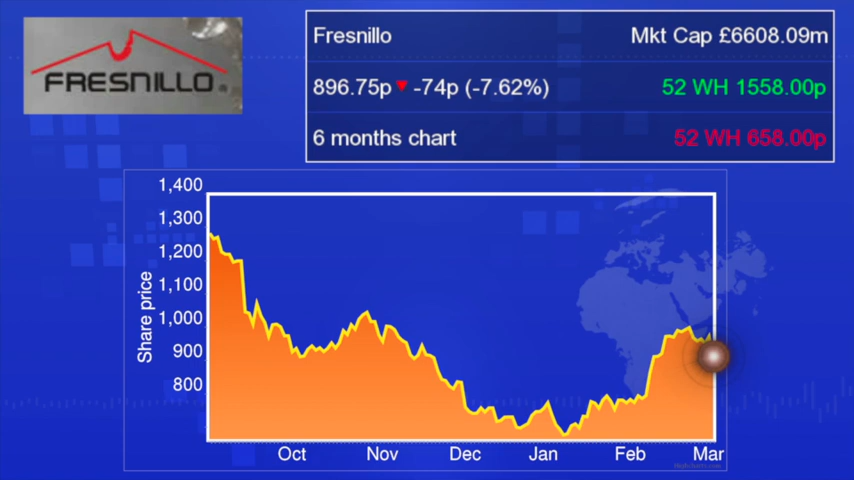 FRESNILLO.
Fresnillo Mkt Cap £6608.09m
896.75p -74p (-7.62%) 52 WH 1558.00p
6 months chart 52 WH 658.00p
1,400
1,300
1,200
1,100
1,000
900
800
Share price
Oct Nov Dec Jan Feb Mar
Highcharts.com